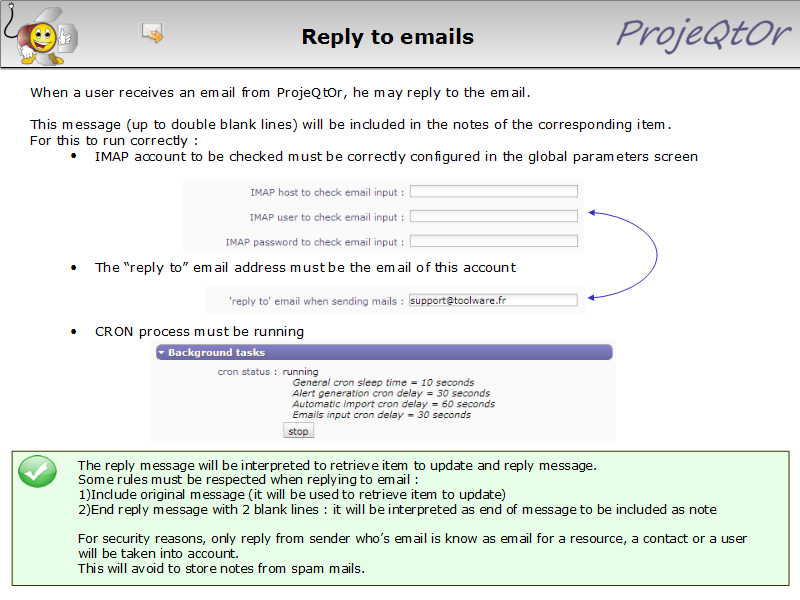 Reply to emails
ProjeQtOr
When a user receives an email from ProjeQtOr, he may reply to the email.
This message (up to double blank lines) will be included in the notes of the corresponding item.
For this to run correctly :
• IMAP account to be checked must be correctly configured in the global parameters screen
IMAP host to check email input :
IMAP user to check email input :
IMAP password to check email input :
• The “reply to” email address must be the email of this account
'reply to' email when sending mails : support@toolware.fr
• CRON process must be running
Background tasks
cron status : running
General cron sleep time = 10 seconds
Alert generation cron delay = 30 seconds
Automatic import cron delay = 60 seconds
Emails input cron delay = 30 seconds
stop
The reply message will be interpreted to retrieve item to update and reply message.
Some rules must be respected when replying to email :
1)Include original message (it will be used to retrieve item to update)
2)End reply message with 2 blank lines : it will be interpreted as end of message to be included as note
For security reasons, only reply from sender who’s email is know as email for a resource, a contact or a user
will be taken into account.
This will avoid to store notes from spam mails.